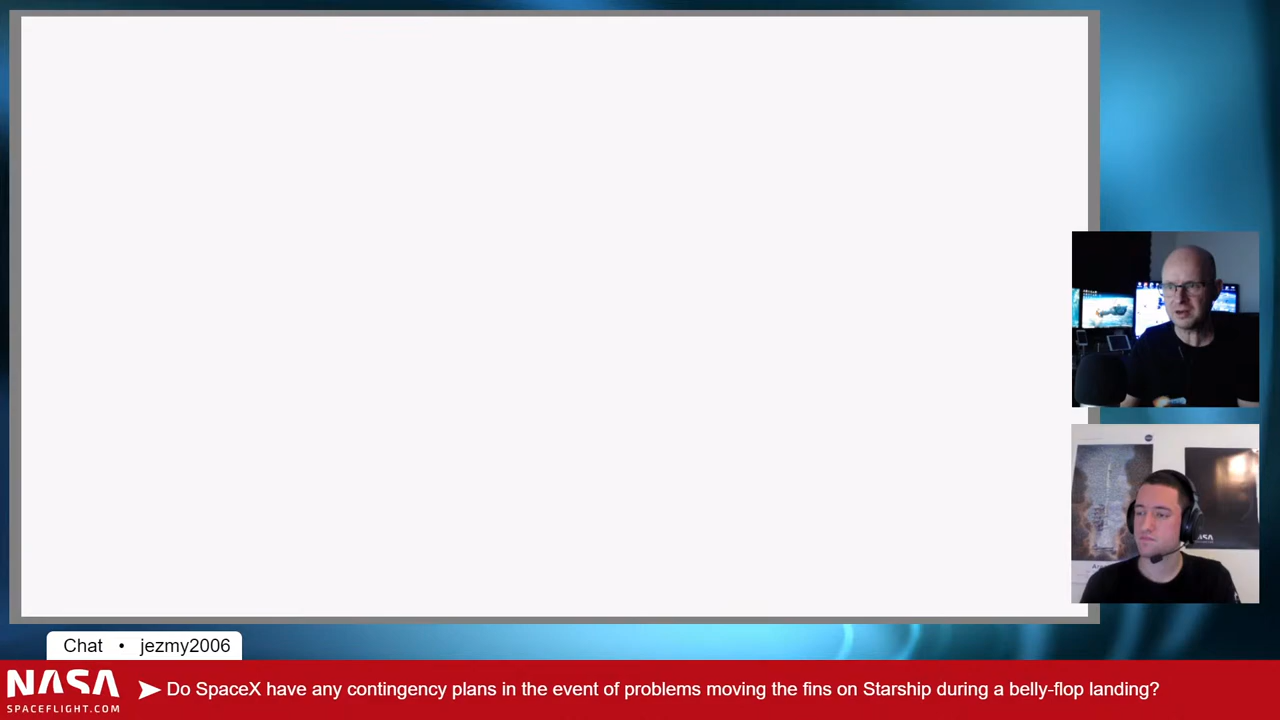 Chat • jezmy2006
NASA
SPACEFLIGHT.COM
Do SpaceX have any contingency plans in the event of problems moving the fins on Starship during a belly-flop landing?